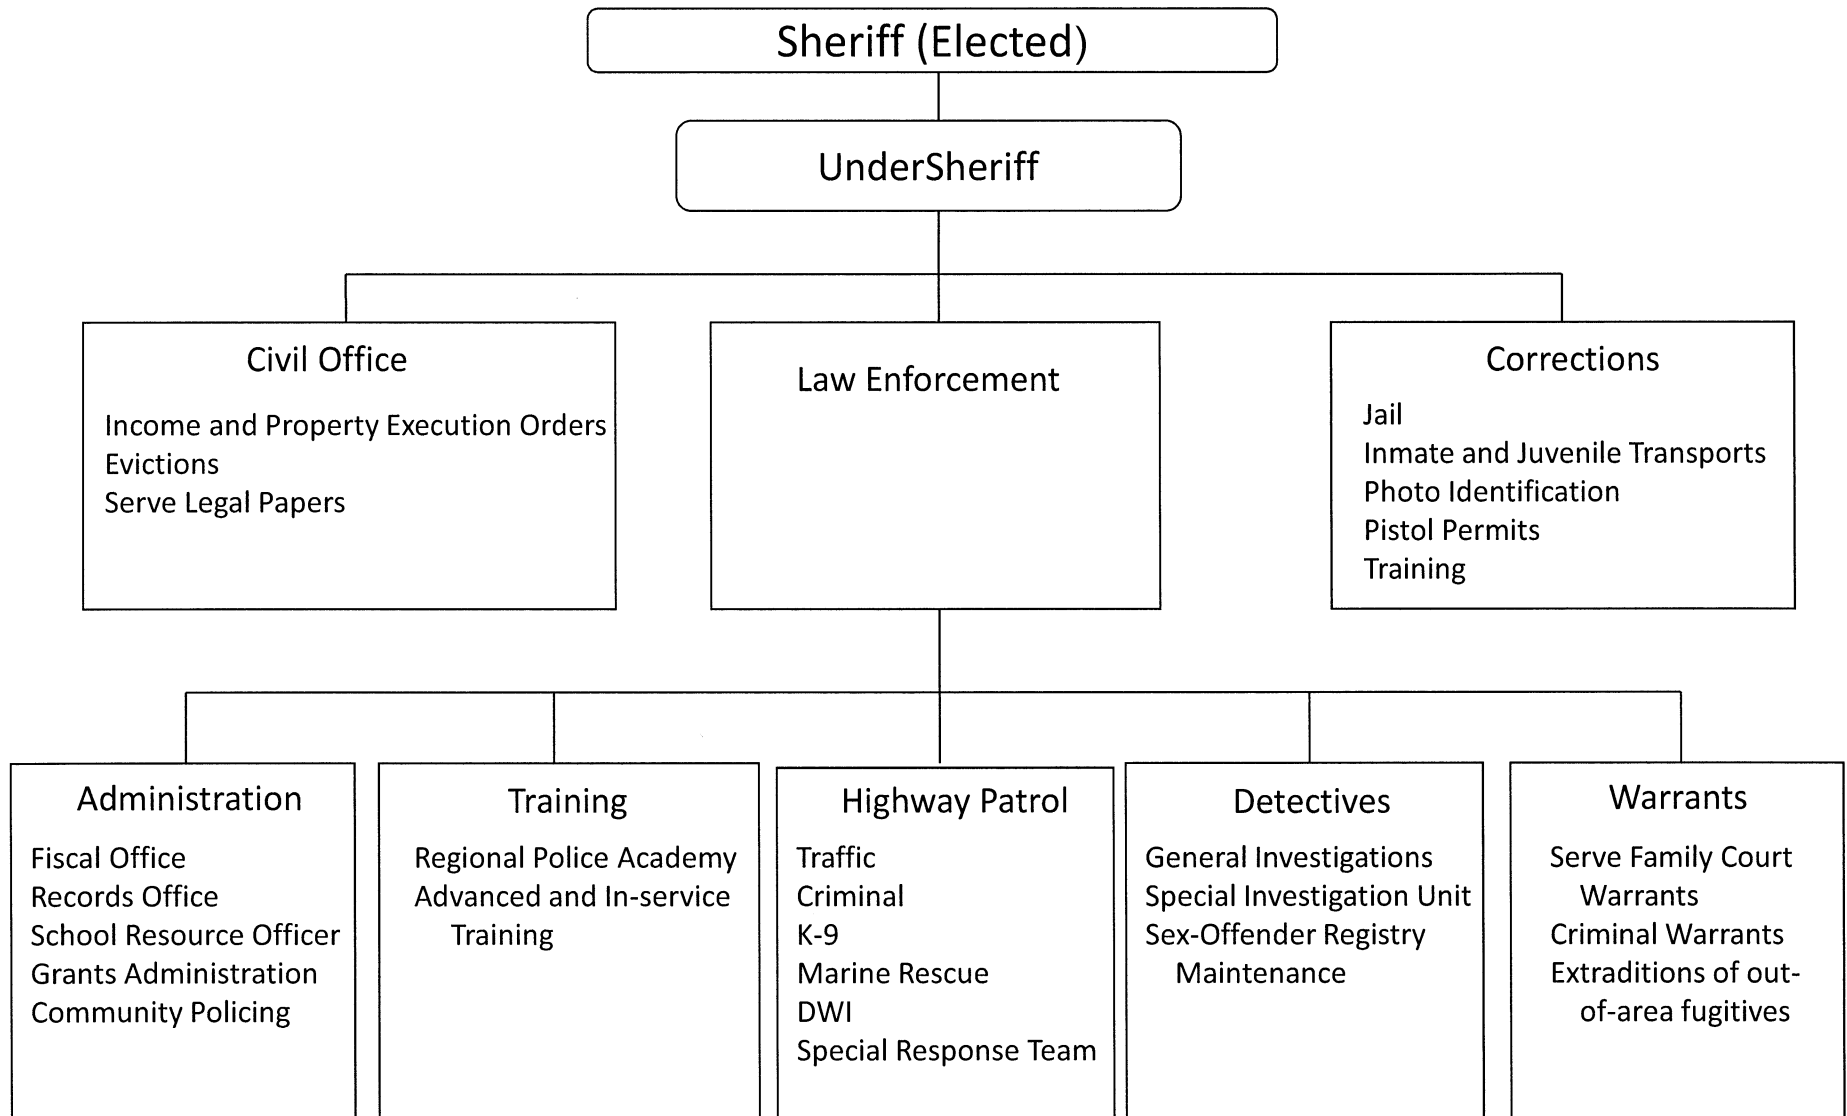 Sheriff (Elected)
UnderSheriff
Civil Office
Income and Property Execution Orders
Evictions
Serve Legal Papers
Law Enforcement
Corrections
Jail
Inmate and Juvenile Transports
Photo Identification
Pistol Permits
Training
Administration
Fiscal Office
Records Office
School Resource Officer
Grants Administration
Community Policing
Training
Regional Police Academy
Advanced and In-service
Training
Highway Patrol
Traffic
Criminal
K-9
Marine Rescue
DWI
Special Response Team
Detectives
General Investigations
Special Investigation Unit
Sex-Offender Registry
Maintenance
Warrants
Serve Family Court
Warrants
Criminal Warrants
Extraditions of out-
of-area fugitives